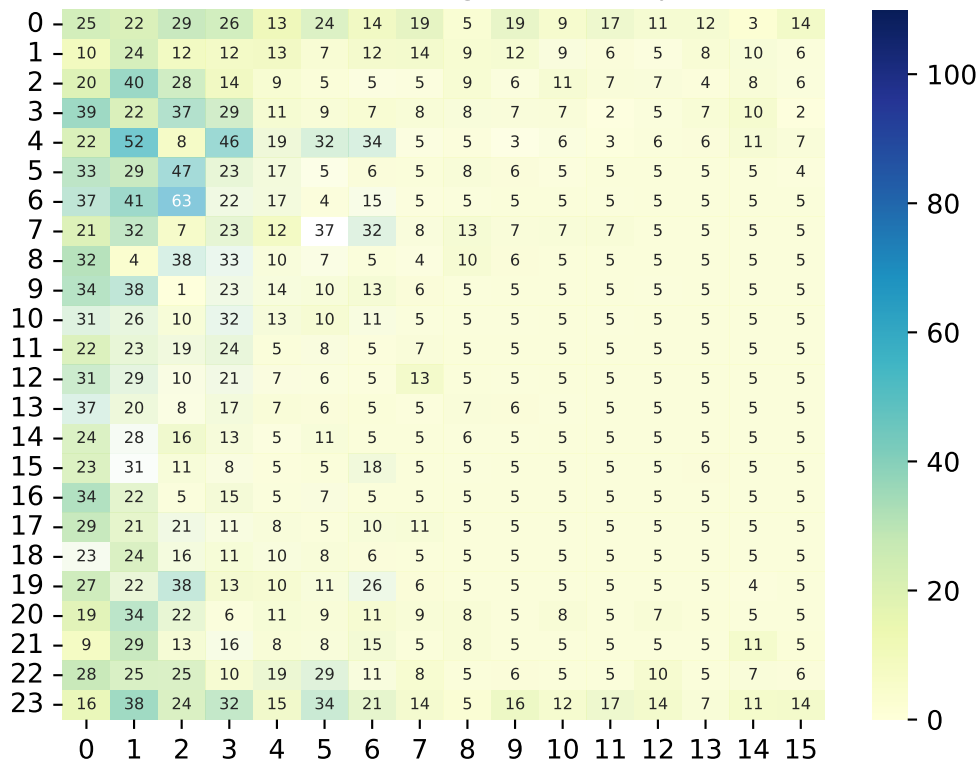 0 25 22 29 26 13 24 14 19 5 19 9 17 11 12 3 14
1 10 24 12 12 13 7 12 14 9 12 9 6 5 8 10 6
2 20 40 28 14 9 5 5 5 9 6 11 7 7 4 8 6
3 39 22 37 29 11 9 7 8 8 7 7 2 5 7 10 2
4 22 52 8 46 19 32 34 5 5 3 6 3 6 6 11 7
5 33 29 47 23 17 5 6 5 8 6 5 5 5 5 5 4
6 37 41 63 22 17 4 15 5 5 5 5 5 5 5 5 5
7 21 32 7 23 12 37 32 8 13 7 7 7 5 5 5 5
8 32 4 38 33 10 7 5 4 10 6 5 5 5 5 5 5
9 34 38 1 23 14 10 13 6 5 5 5 5 5 5 5 5
10 31 26 10 32 13 10 11 5 5 5 5 5 5 5 5 5
11 22 23 19 24 5 8 5 7 5 5 5 5 5 5 5 5
12 31 29 10 21 7 6 5 13 5 5 5 5 5 5 5 5
13 37 20 8 17 7 6 5 5 7 6 5 5 5 5 5 5
14 24 28 16 13 5 11 5 5 6 5 5 5 5 5 5 5
15 23 31 11 8 5 5 18 5 5 5 5 5 5 6 5 5
16 34 22 5 15 5 7 5 5 5 5 5 5 5 5 5 5
17 29 21 21 11 8 5 10 11 5 5 5 5 5 5 5 5
18 23 24 16 11 10 8 6 5 5 5 5 5 5 5 5 5
19 27 22 38 13 10 11 26 6 5 5 5 5 5 5 4 5
20 19 34 22 6 11 9 11 9 8 5 8 5 7 5 5 5
21 9 29 13 16 8 8 15 5 8 5 5 5 5 5 11 5
22 28 25 25 10 19 29 11 8 5 6 5 5 10 5 7 6
23 16 38 24 32 15 34 21 14 5 16 12 17 14 7 11 14
0 1 2 3 4 5 6 7 8 9 10 11 12 13 14 15
100
80
60
40
20
0